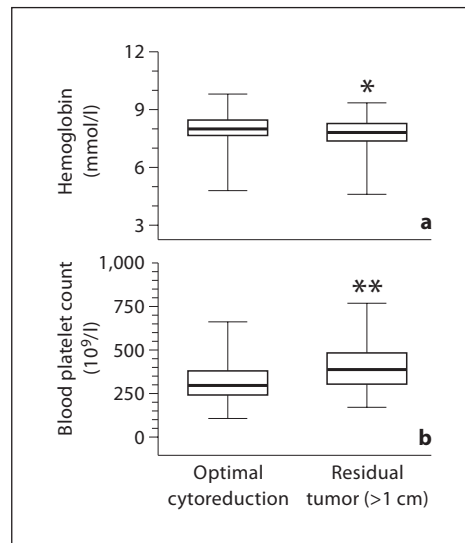 Hemoglobin
(mmol/l)
12
9
6
3
*
a
Blood platelet count
(10⁹/l)
1,000
750
500
250
0
**
b
Optimal
cytoreduction
Residual
tumor (>1 cm)